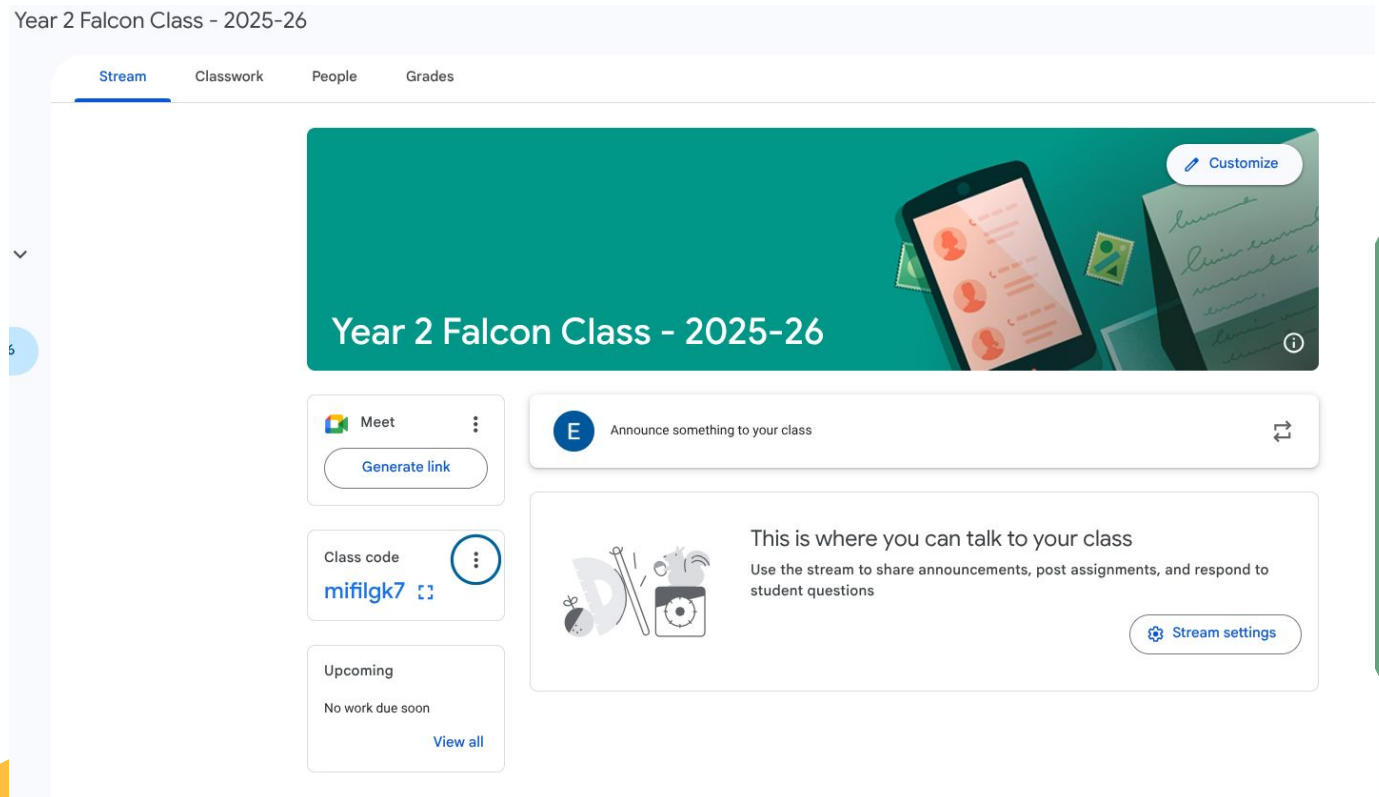 Year 2 Falcon Class - 2025-26
Stream Classwork People Grades
Customize
Year 2 Falcon Class - 2025-26
Meet
Generate link
E Announce something to your class
Class code
mifilgk7
This is where you can talk to your class
Use the stream to share announcements, post assignments, and respond to
student questions
Stream settings
Upcoming
No work due soon
View all